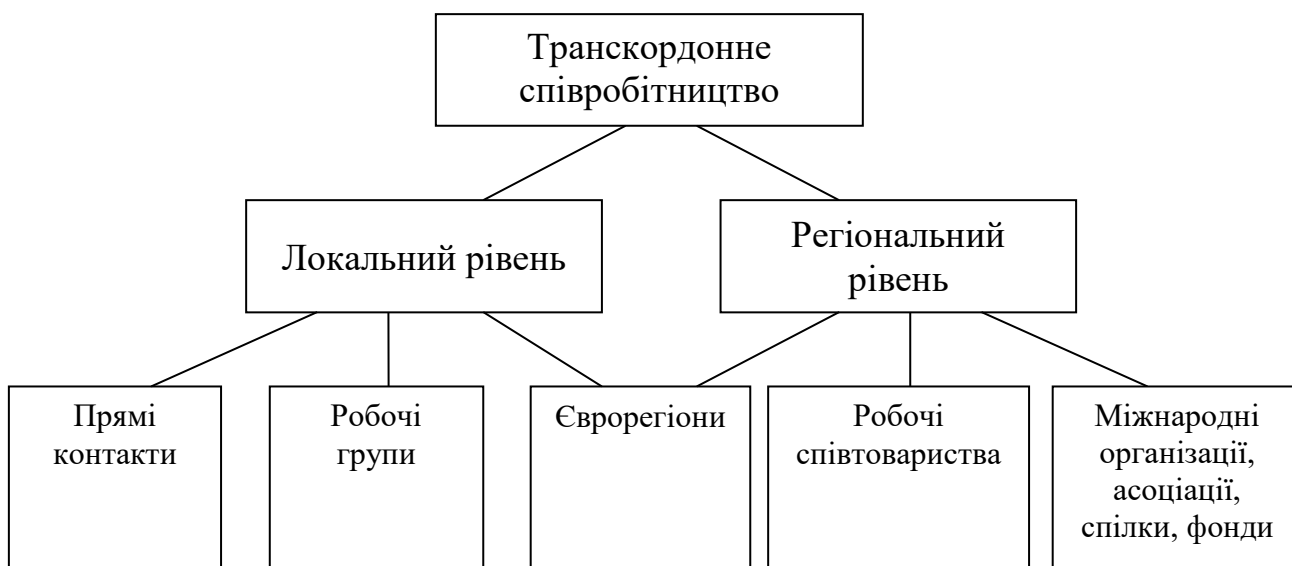 Транскордонне
співробітництво
Локальний рівень
Регіональний
рівень
Прямі
контакти
Робочі
групи
Єврорегіони
Робочі
співтовариства
Міжнародні
організації,
асоціації,
спілки, фонди